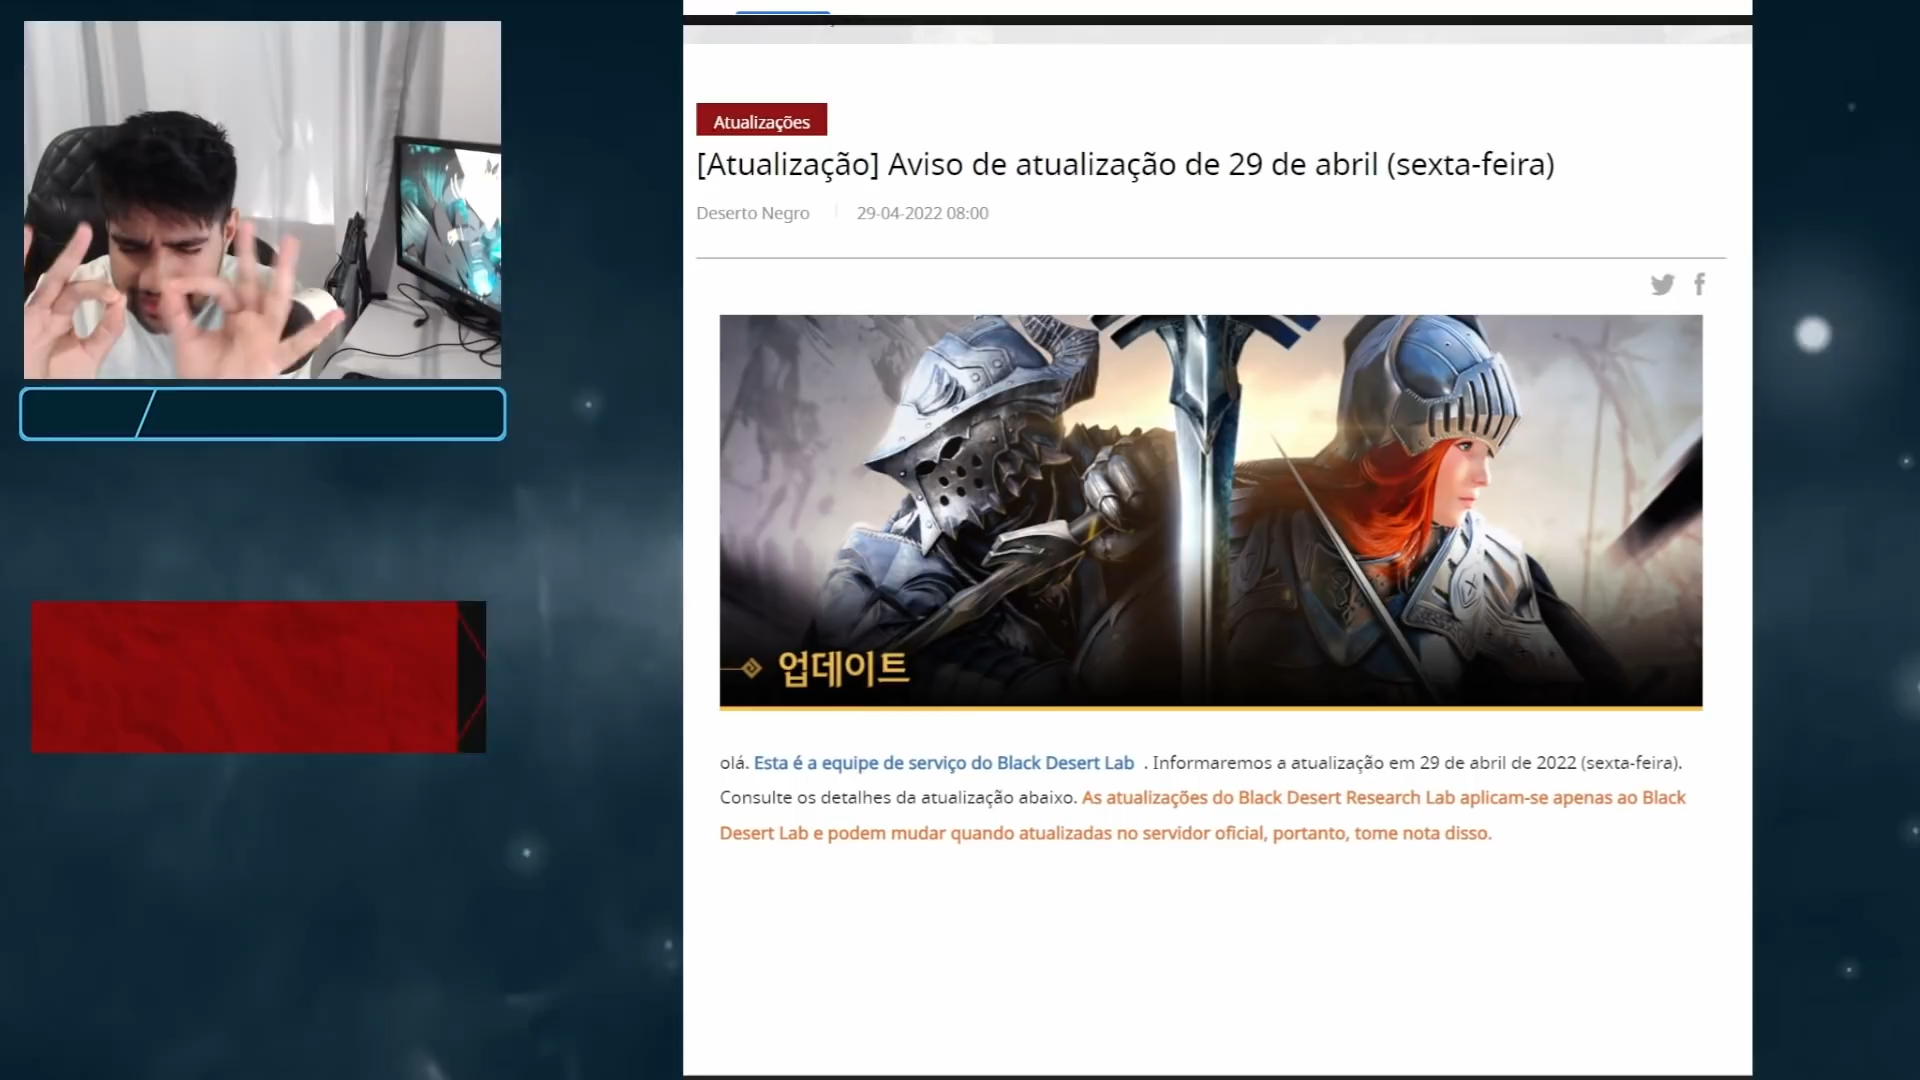 Atualizações
[Atualização] Aviso de atualização de 29 de abril (sexta-feira)
Deserto Negro 29-04-2022 08:00
업데이트
olá. Esta é a equipe de serviço do Black Desert Lab . Informaremos a atualização em 29 de abril de 2022 (sexta-feira).
Consulte os detalhes da atualização abaixo. As atualizações do Black Desert Research Lab aplicam-se apenas ao Black
Desert Lab e podem mudar quando atualizadas no servidor oficial, portanto, tome nota disso.